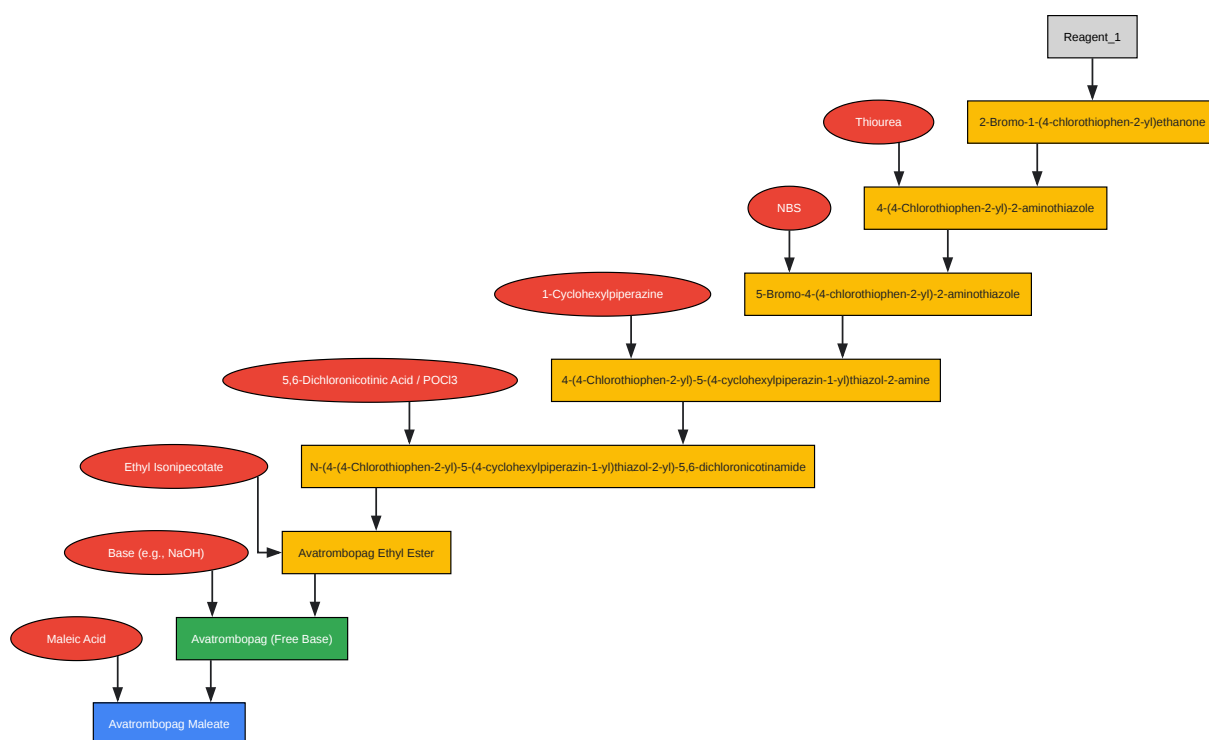 Reagent_1
Thiourea
2-Bromo-1-(4-chlorothiophen-2-yl)ethanone
NBS
4-(4-Chlorothiophen-2-yl)-2-aminothiazole
1-Cyclohexylpiperazine
5-Bromo-4-(4-chlorothiophen-2-yl)-2-aminothiazole
5,6-Dichloronicotinic Acid / POCl3
4-(4-Chlorothiophen-2-yl)-5-(4-cyclohexylpiperazin-1-yl)thiazol-2-amine
Ethyl Isonipecotate
N-(4-(4-Chlorothiophen-2-yl)-5-(4-cyclohexylpiperazin-1-yl)thiazol-2-yl)-5,6-dichloronicotinamide
Base (e.g., NaOH)
Avatrombopag Ethyl Ester
Maleic Acid
Avatrombopag (Free Base)
Avatrombopag Maleate